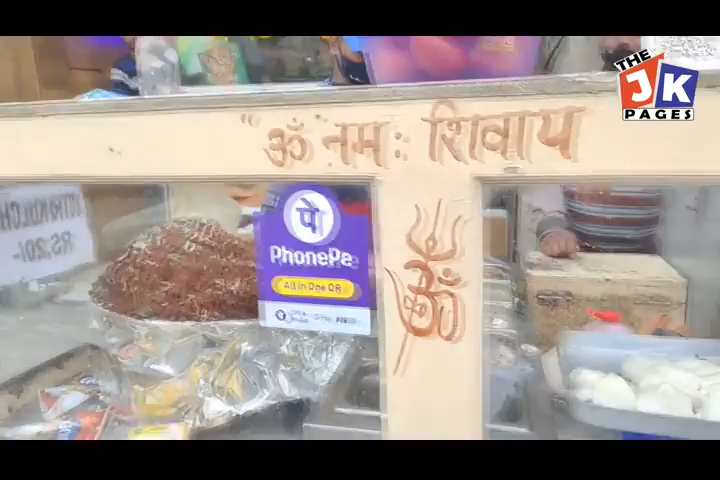 THE
JK
PAGES
"ॐ नमः शिवाय
ॐ
पे
PhonePe
All in One QR
RS,20/-